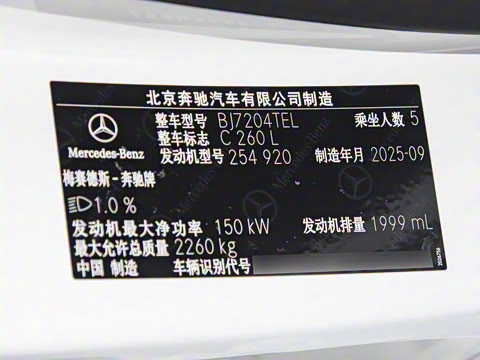 北京奔驰汽车有限公司制造
整车型号 BJ7204TEL 乘坐人数 5
整车标志 C 260 L
Mercedes-Benz 发动机型号 254 920 制造年月 2025-09
梅赛德斯-奔驰牌
1.0 %
发动机最大净功率 150 kW 发动机排量 1999 mL
最大允许总质量 2260 kg
中国 制造 车辆识别代号